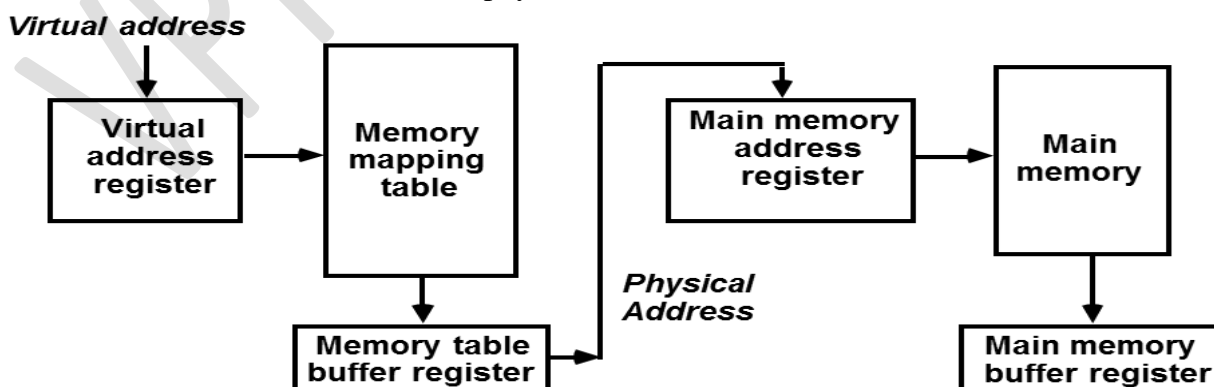 Virtual address
Virtual
address
register
Memory
mapping
table
Memory table
buffer register
Physical
Address
Main memory
address
register
Main
memory
Main memory
buffer register